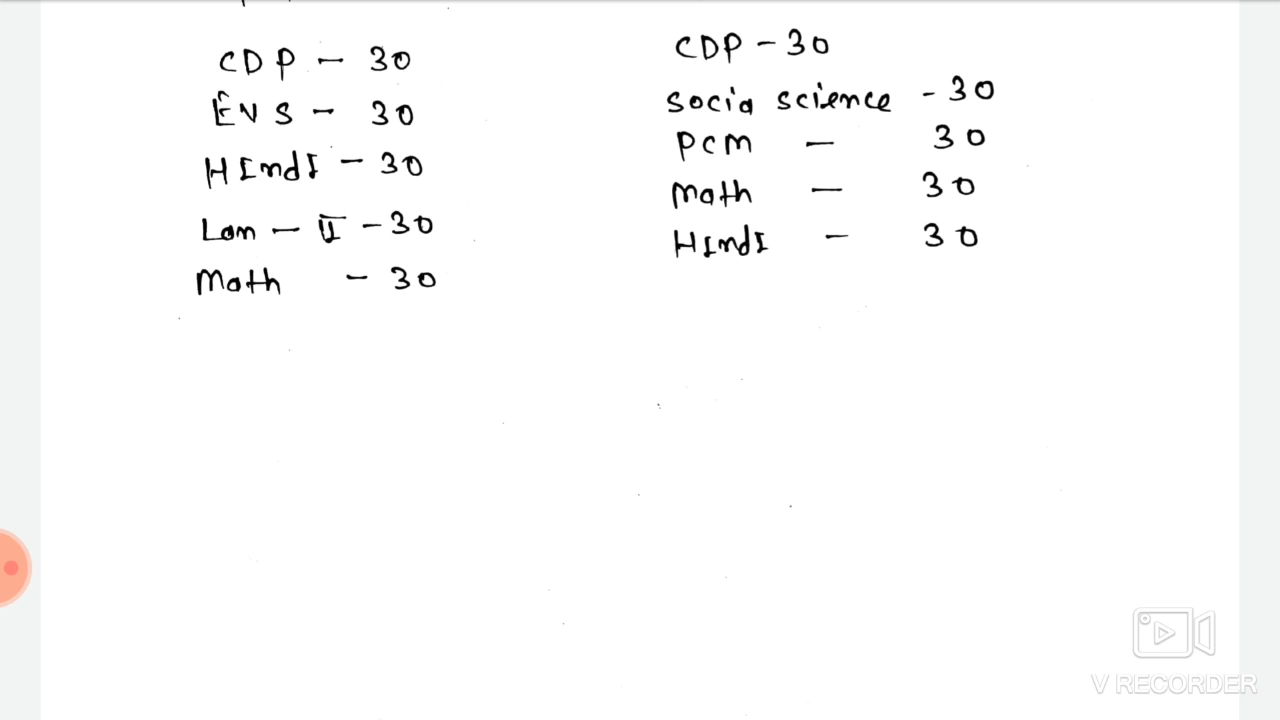 CDP - 30
EVS - 30
HIndI - 30
Lan - II - 30
Math - 30
CDP - 30
Socia science - 30
PCM - 30
Math - 30
HIndI - 30
V RECORDER